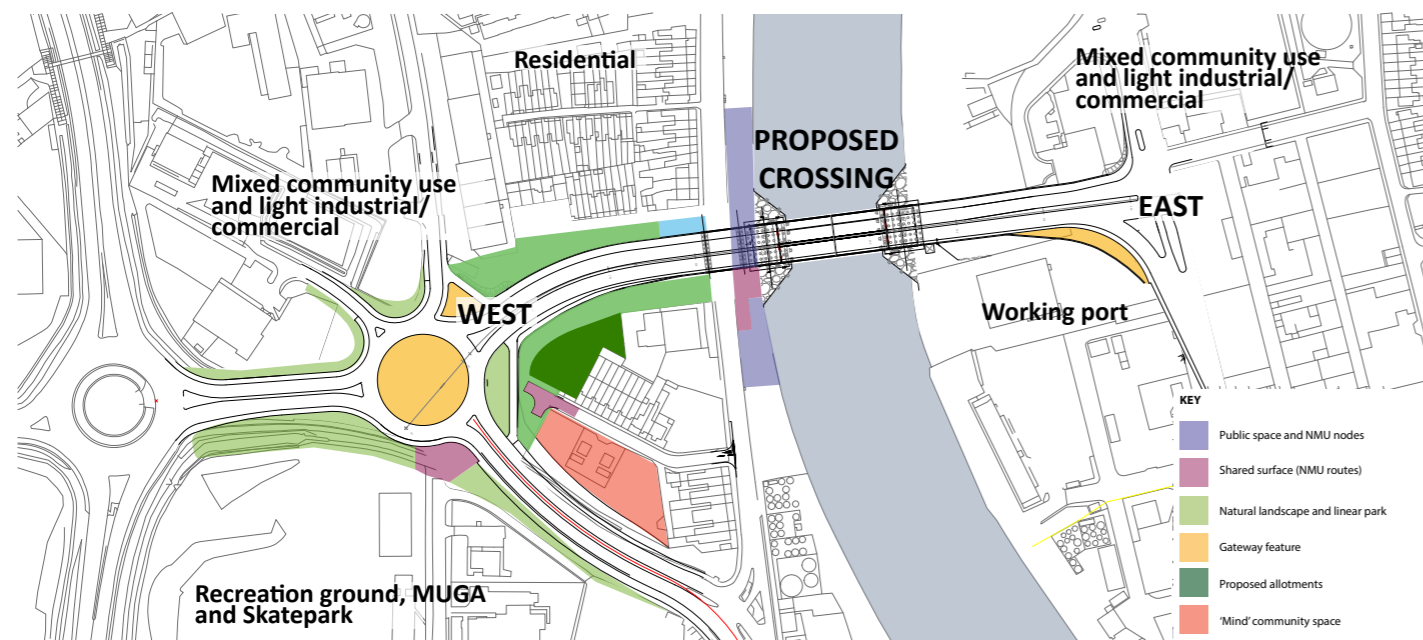 Residential
Mixed community use
and light industrial/
commercial
PROPOSED
CROSSING
Mixed community use
and light industrial/
commercial
EAST
WEST
Working port
Recreation ground, MUGA
and Skatepark
KEY
Public space and NMU nodes
Shared surface (NMU routes)
Natural landscape and linear park
Gateway feature
Proposed allotments
‘Mind’ community space